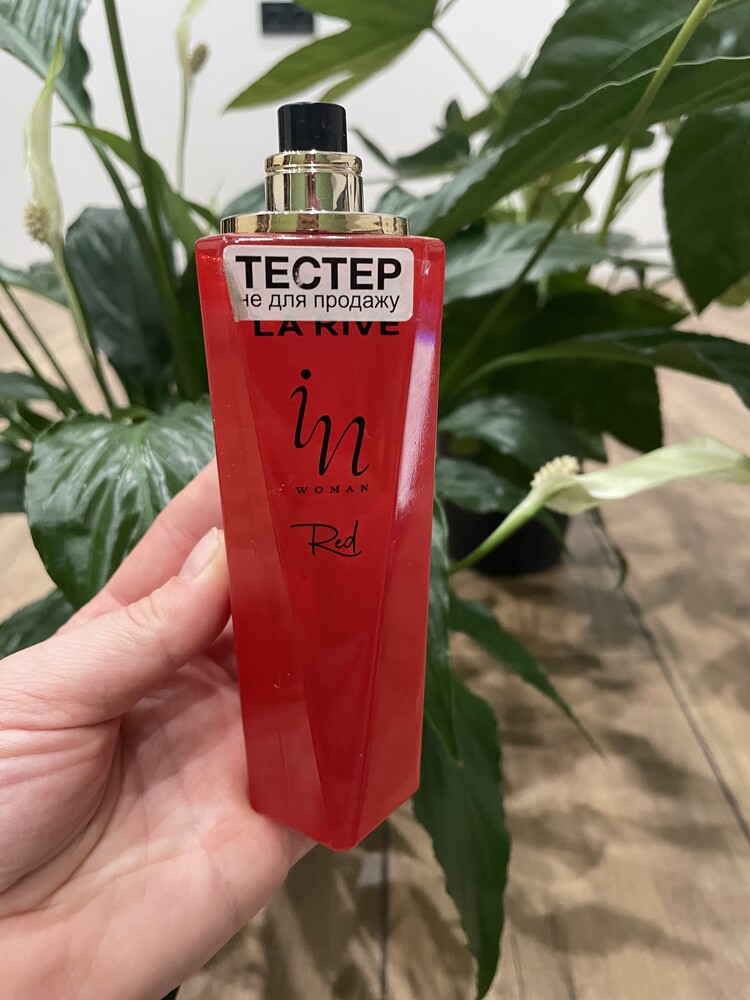 ТЕСТЕР
не для продажу
LA RIVE
in
WOMAN
Red